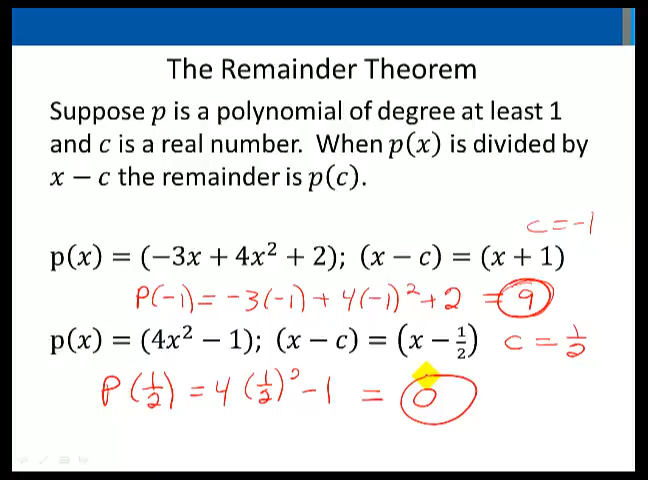 The Remainder Theorem
Suppose p is a polynomial of degree at least 1
and c is a real number. When p(x) is divided by
x − c the remainder is p(c).
c = -1
p(x) = (−3x + 4x² + 2); (x − c) = (x + 1)
P(-1) = -3(-1) + 4(-1)² + 2 = 9
p(x) = (4x² − 1); (x − c) = (x − 1/2) c = 1/2
P(1/2) = 4(1/2)² - 1 = 0